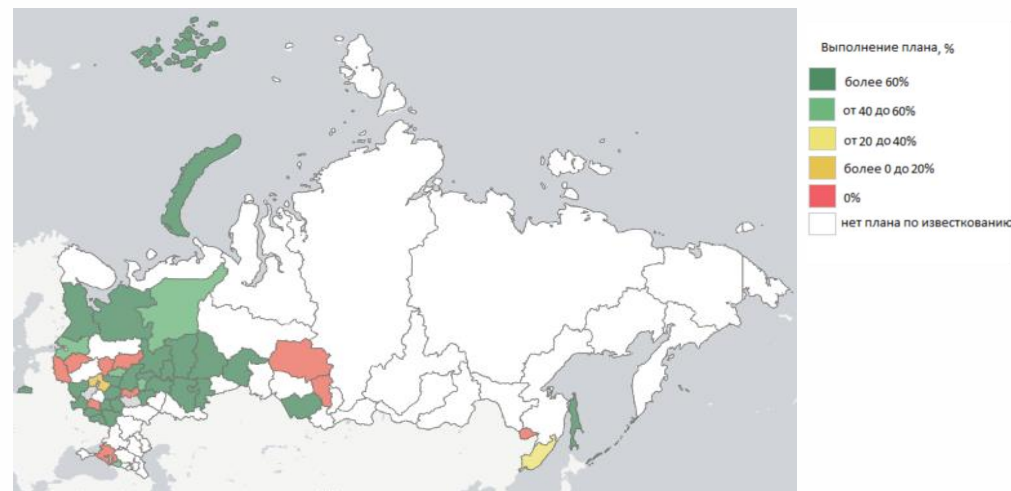 Выполнение плана, %
более 60%
от 40 до 60%
от 20 до 40%
более 0 до 20%
0%
нет плана по известкованию